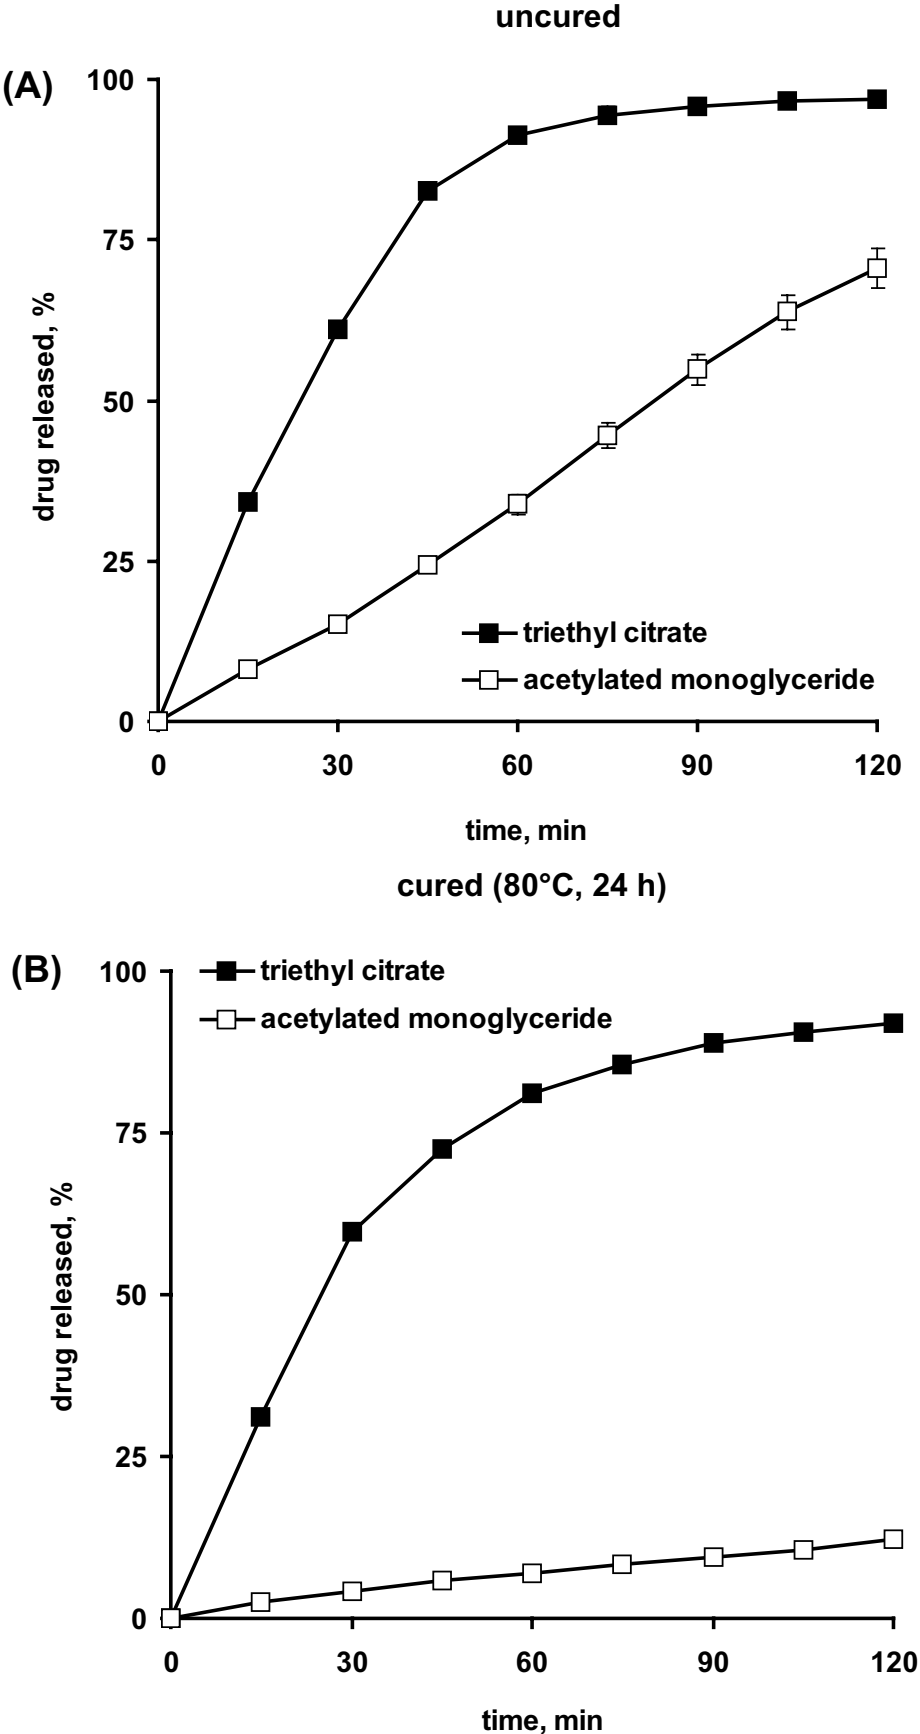 uncured
(A)
100
75
50
25
0
drug released, %
triethyl citrate
acetylated monoglyceride
0 30 60 90 120
time, min
cured (80°C, 24 h)
(B)
100
75
50
25
0
drug released, %
triethyl citrate
acetylated monoglyceride
0 30 60 90 120
time, min